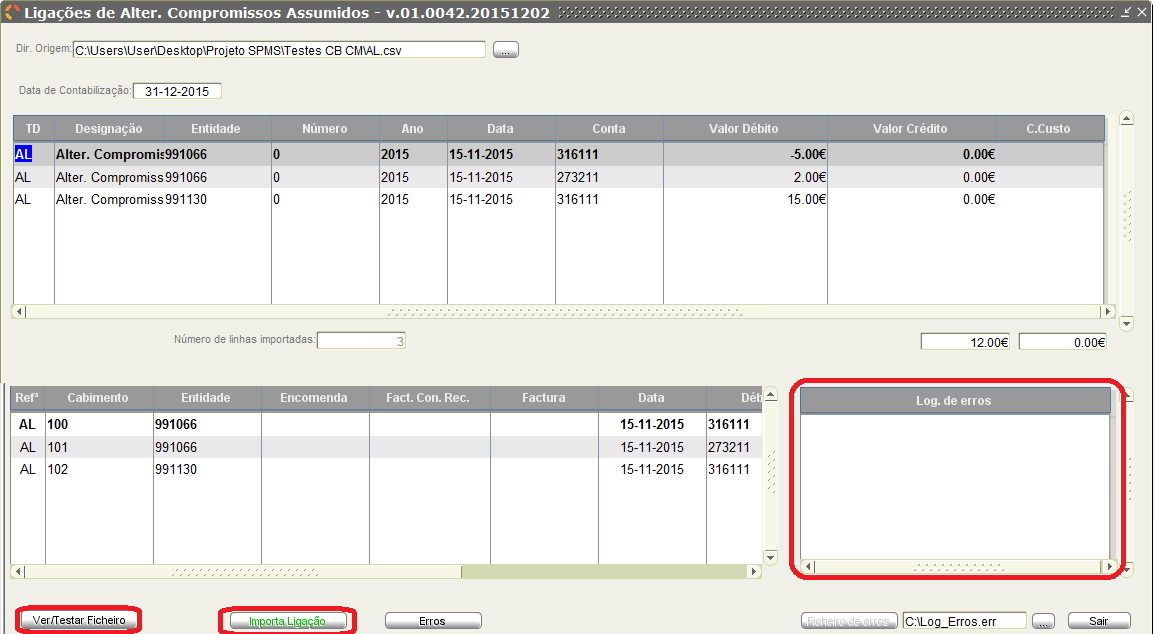 Ligações de Alter. Compromissos Assumidos - v.01.0042.20151202
Dir. Origem: C:\Users\User\Desktop\Projeto SPMS\Testes CB CM\AL.csv ...
Data de Contabilização: 31-12-2015
TD Designação Entidade Número Ano Data Conta Valor Débito Valor Crédito C.Custo
AL Alter. Compromis 991066 0 2015 15-11-2015 316111 -5.00€ 0.00€
AL Alter. Compromiss 991066 0 2015 15-11-2015 273211 2.00€ 0.00€
AL Alter. Compromiss 991130 0 2015 15-11-2015 316111 15.00€ 0.00€
Número de linhas importadas: 3 12.00€ 0.00€
Refª Cabimento Entidade Encomenda Fact. Con. Rec. Factura Data Déb Log. de erros
AL 100 991066 15-11-2015 316111
AL 101 991066 15-11-2015 273211
AL 102 991130 15-11-2015 316111
Ver/Testar Ficheiro Importa Ligação Erros Ficheiro de erros C:\Log_Erros.err ... Sair